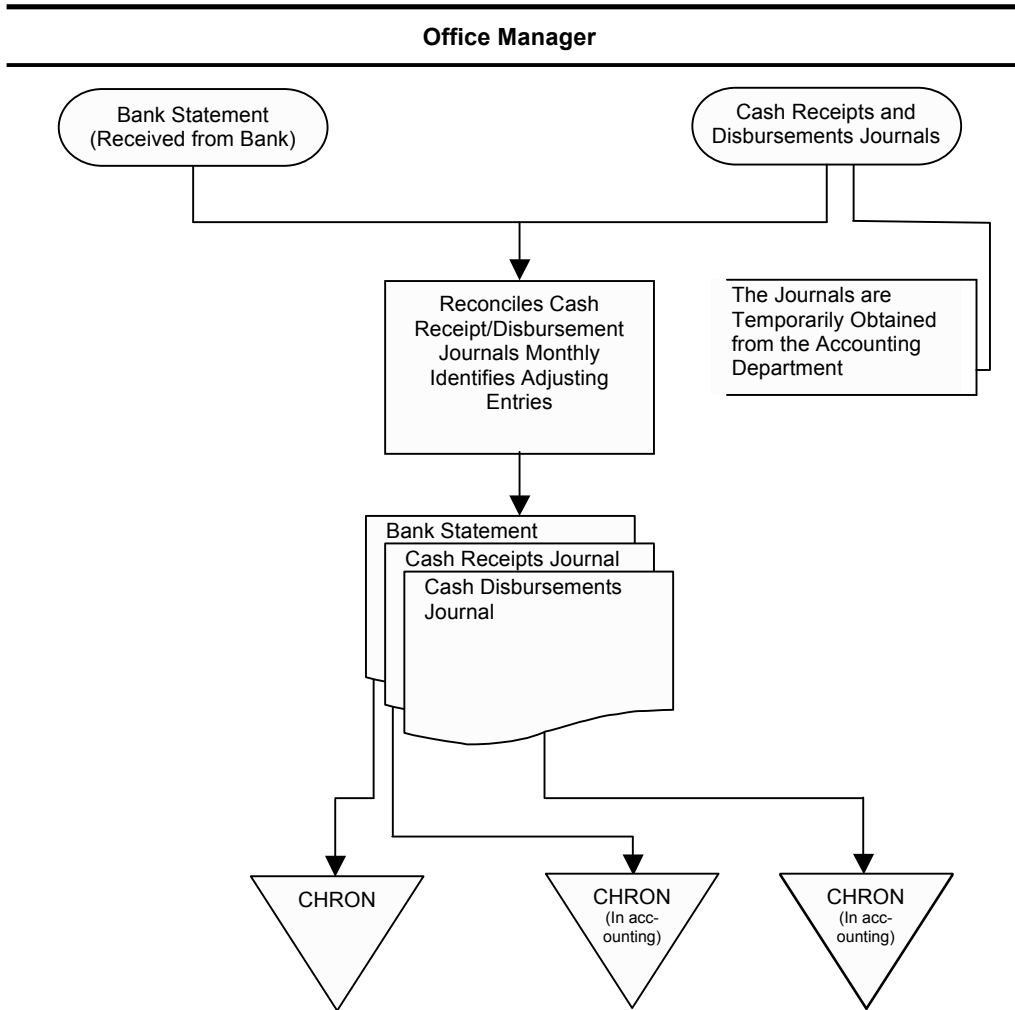 Office Manager
Bank Statement
(Received from Bank)
Cash Receipts and
Disbursements Journals
Reconciles Cash
Receipt/Disbursement
Journals Monthly
Identifies Adjusting
Entries
The Journals are
Temporarily Obtained
from the Accounting
Department
Bank Statement
Cash Receipts Journal
Cash Disbursements
Journal
CHRON
CHRON
(In acc-
ounting)
CHRON
(In acc-
ounting)